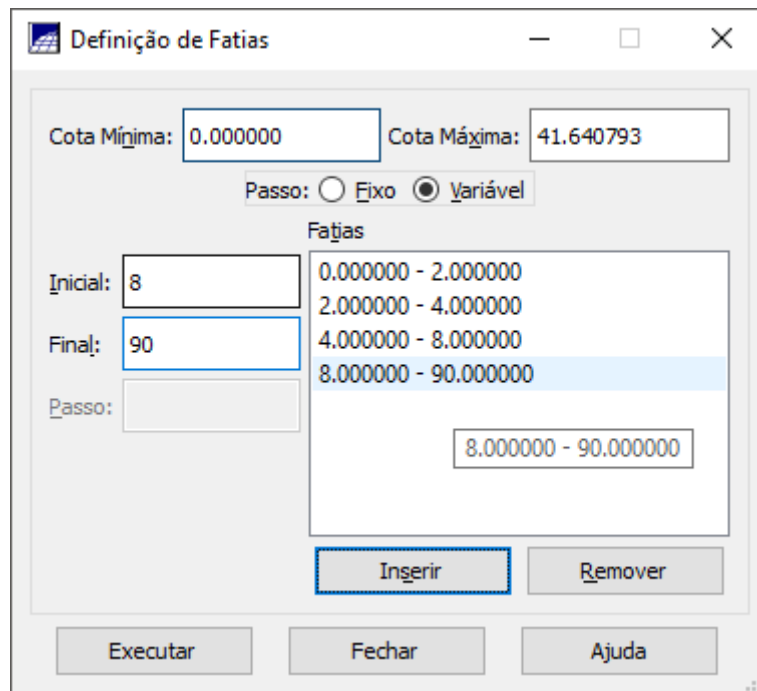 Definição de Fatias
Cota Mínima: 0.000000 Cota Máxima: 41.640793
Passo: Fixo Variável
Fatias
Inicial: 8
Final: 90
Passo:
0.000000 - 2.000000
2.000000 - 4.000000
4.000000 - 8.000000
8.000000 - 90.000000
8.000000 - 90.000000
Inserir Remover
Executar Fechar Ajuda